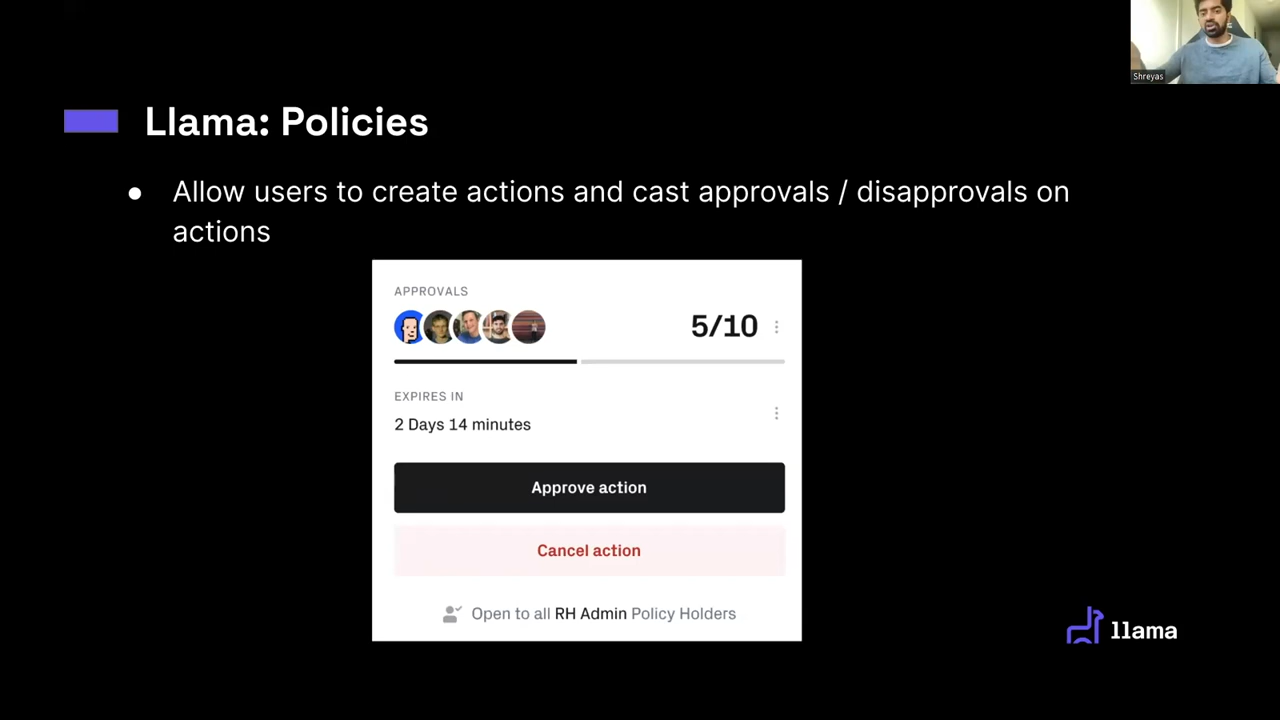 Shreyas
Llama: Policies
● Allow users to create actions and cast approvals / disapprovals on
actions
APPROVALS
5/10
EXPIRES IN
2 Days 14 minutes
Approve action
Cancel action
Open to all RH Admin Policy Holders
llama